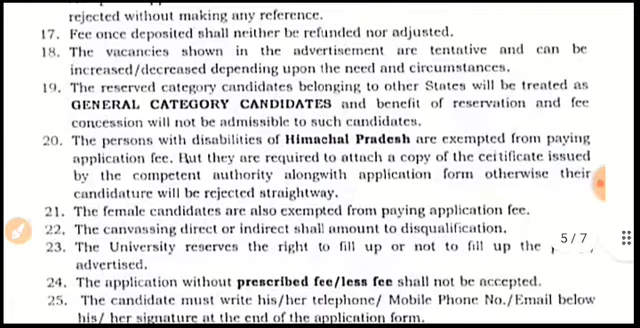 rejected without making any reference.
17. Fee once deposited shall neither be refunded nor adjusted.
18. The vacancies shown in the advertisement are tentative and can be
increased/decreased depending upon the need and circumstances.
19. The reserved category candidates belonging to other States will be treated as
GENERAL CATEGORY CANDIDATES and benefit of reservation and fee
concession will not be admissible to such candidates.
20. The persons with disabilities of Himachal Pradesh are exempted from paying
application fee. But they are required to attach a copy of the certificate issued
by the competent authority alongwith application form otherwise their
candidature will be rejected straightway.
21. The female candidates are also exempted from paying application fee.
22. The canvassing direct or indirect shall amount to disqualification.
5 / 7
23. The University reserves the right to fill up or not to fill up the
advertised.
24. The application without prescribed fee/less fee shall not be accepted.
25. The candidate must write his/her telephone/ Mobile Phone No./Email below
his/ her signature at the end of the application form.